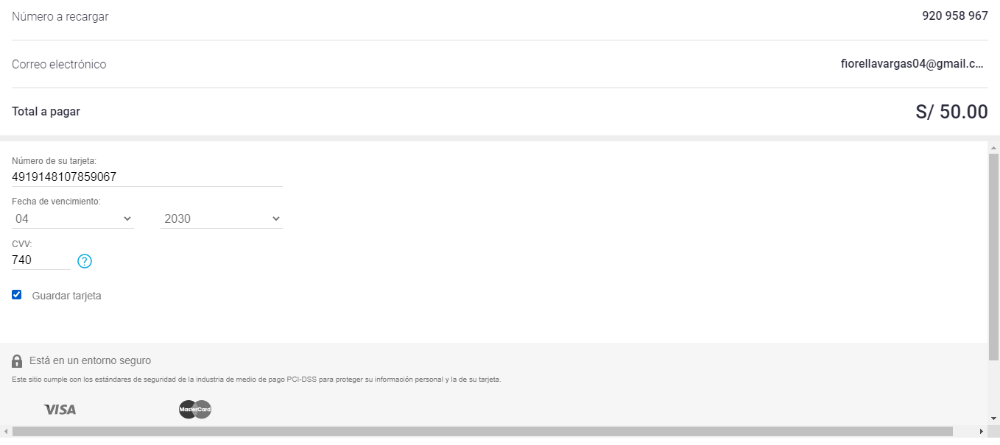 Número a recargar 920 958 967
Correo electrónico fiorellavargas04@gmail.c...
Total a pagar S/ 50.00
Número de su tarjeta:
4919148107859067
Fecha de vencimiento:
04 2030
CVV:
740 ?
Guardar tarjeta
Está en un entorno seguro
Este sitio cumple con los estándares de seguridad de la industria de medio de pago PCI-DSS para proteger su información personal y la de su tarjeta.
VISA MasterCard